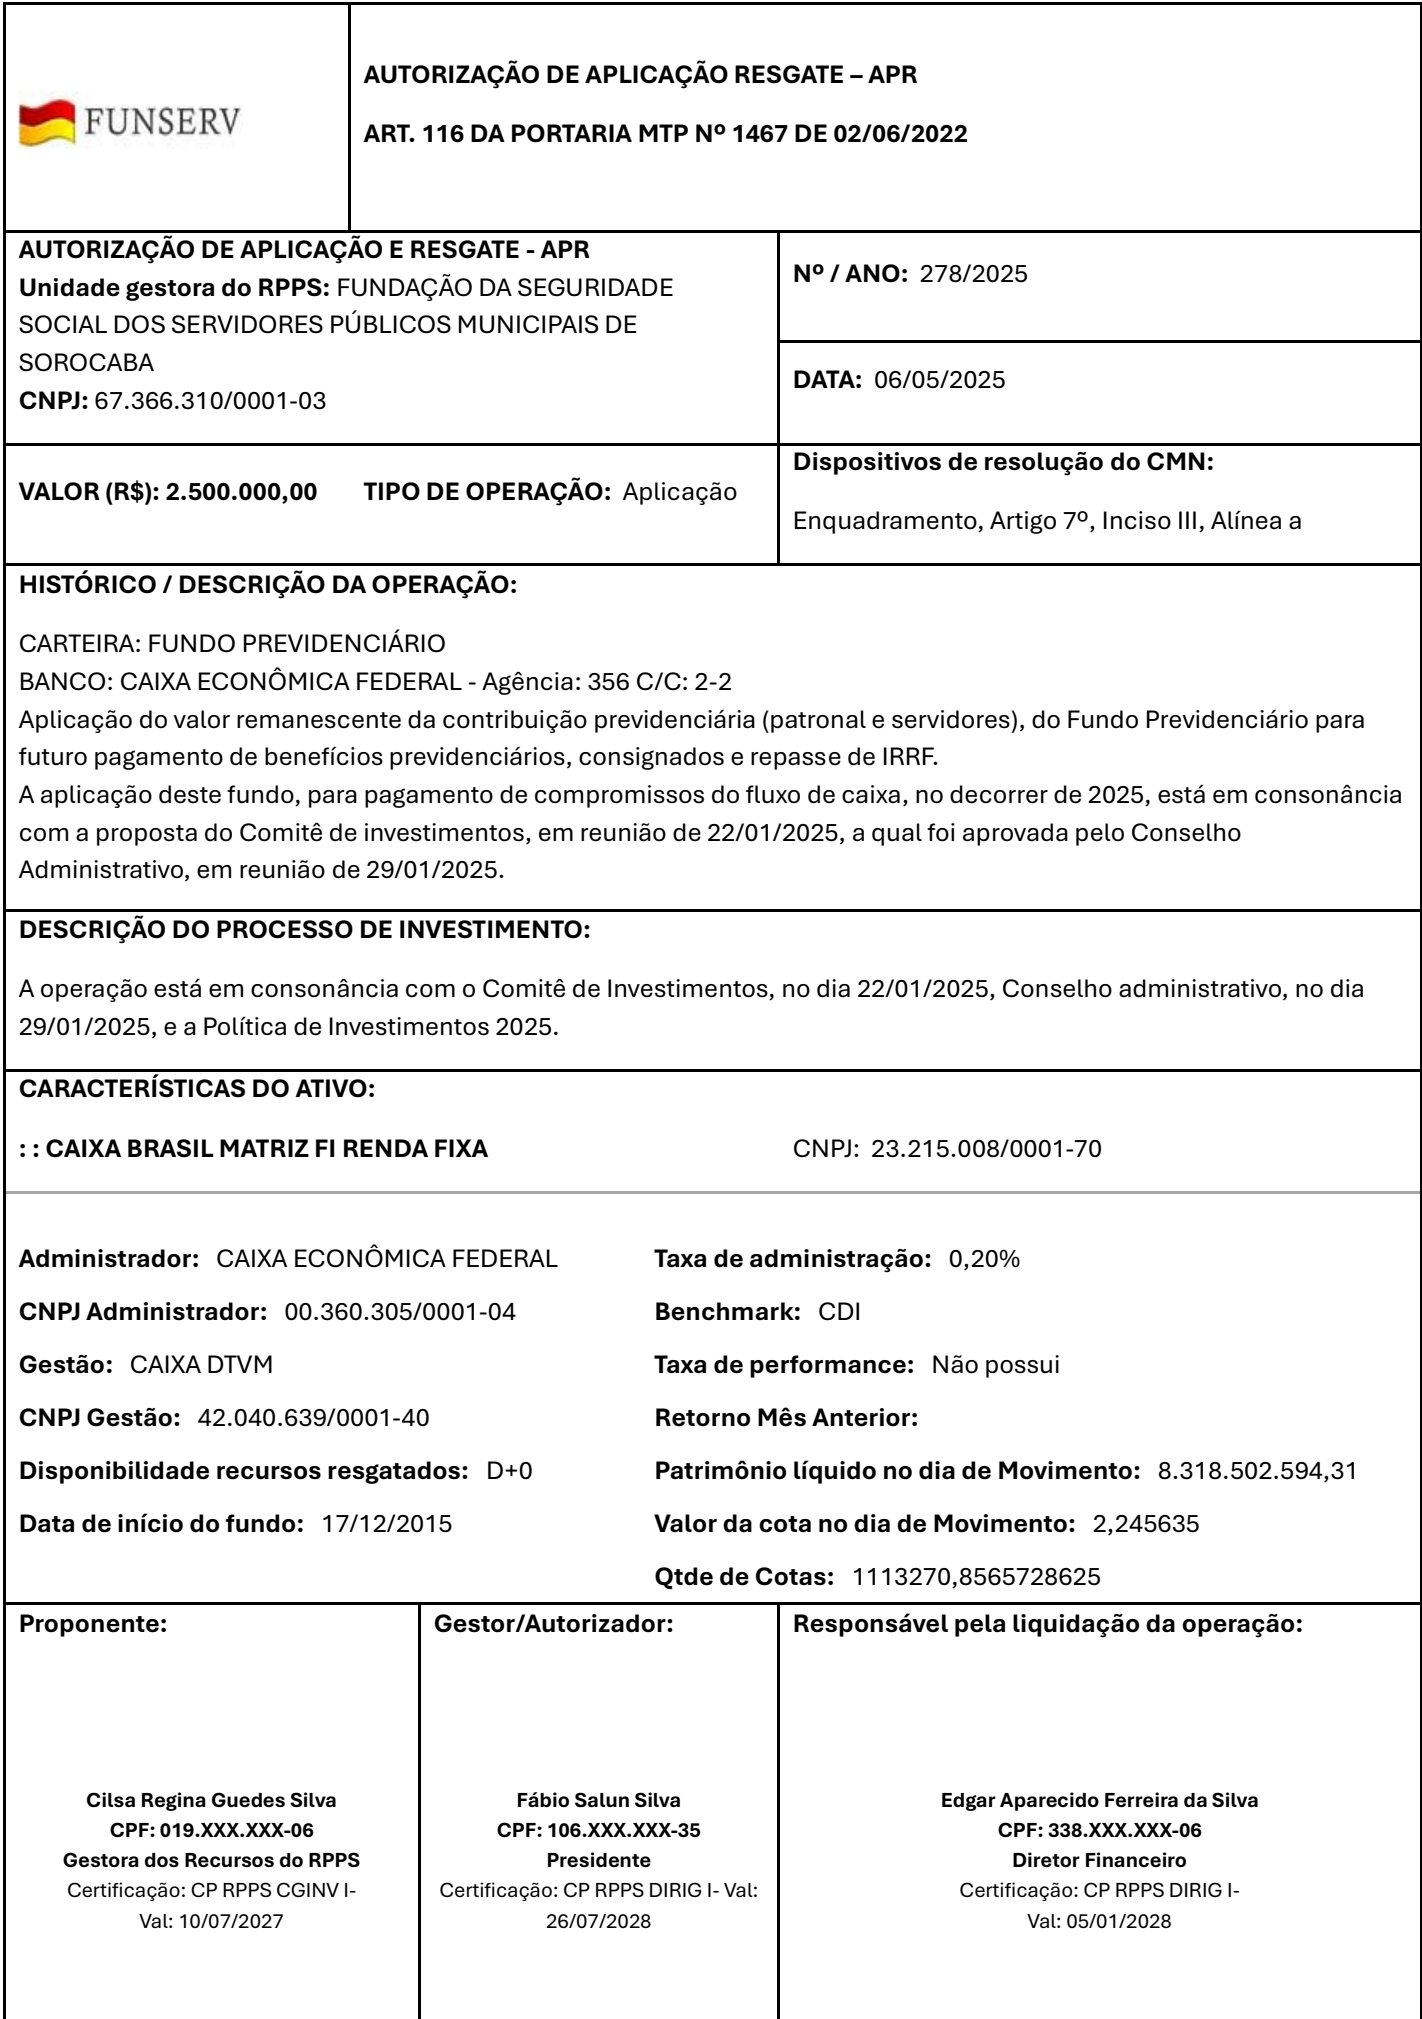 FUNSERV
AUTORIZAÇÃO DE APLICAÇÃO RESGATE – APR
ART. 116 DA PORTARIA MTP Nº 1467 DE 02/06/2022
AUTORIZAÇÃO DE APLICAÇÃO E RESGATE - APR
Unidade gestora do RPPS: FUNDAÇÃO DA SEGURIDADE
SOCIAL DOS SERVIDORES PÚBLICOS MUNICIPAIS DE
SOROCABA
CNPJ: 67.366.310/0001-03
Nº / ANO: 278/2025
DATA: 06/05/2025
VALOR (R$): 2.500.000,00 TIPO DE OPERAÇÃO: Aplicação
Dispositivos de resolução do CMN:
Enquadramento, Artigo 7º, Inciso III, Alínea a
HISTÓRICO / DESCRIÇÃO DA OPERAÇÃO:
CARTEIRA: FUNDO PREVIDENCIÁRIO
BANCO: CAIXA ECONÔMICA FEDERAL - Agência: 356 C/C: 2-2
Aplicação do valor remanescente da contribuição previdenciária (patronal e servidores), do Fundo Previdenciário para
futuro pagamento de benefícios previdenciários, consignados e repasse de IRRF.
A aplicação deste fundo, para pagamento de compromissos do fluxo de caixa, no decorrer de 2025, está em consonância
com a proposta do Comitê de investimentos, em reunião de 22/01/2025, a qual foi aprovada pelo Conselho
Administrativo, em reunião de 29/01/2025.
DESCRIÇÃO DO PROCESSO DE INVESTIMENTO:
A operação está em consonância com o Comitê de Investimentos, no dia 22/01/2025, Conselho administrativo, no dia
29/01/2025, e a Política de Investimentos 2025.
CARACTERÍSTICAS DO ATIVO:
: : CAIXA BRASIL MATRIZ FI RENDA FIXA CNPJ: 23.215.008/0001-70
Administrador: CAIXA ECONÔMICA FEDERAL Taxa de administração: 0,20%
CNPJ Administrador: 00.360.305/0001-04 Benchmark: CDI
Gestão: CAIXA DTVM Taxa de performance: Não possui
CNPJ Gestão: 42.040.639/0001-40 Retorno Mês Anterior:
Disponibilidade recursos resgatados: D+0 Patrimônio líquido no dia de Movimento: 8.318.502.594,31
Data de início do fundo: 17/12/2015 Valor da cota no dia de Movimento: 2,245635
Qtde de Cotas: 1113270,8565728625
Proponente:
Cilsa Regina Guedes Silva
CPF: 019.XXX.XXX-06
Gestora dos Recursos do RPPS
Certificação: CP RPPS CGINV I-
Val: 10/07/2027
Gestor/Autorizador:
Fábio Salun Silva
CPF: 106.XXX.XXX-35
Presidente
Certificação: CP RPPS DIRIG I- Val:
26/07/2028
Responsável pela liquidação da operação:
Edgar Aparecido Ferreira da Silva
CPF: 338.XXX.XXX-06
Diretor Financeiro
Certificação: CP RPPS DIRIG I-
Val: 05/01/2028